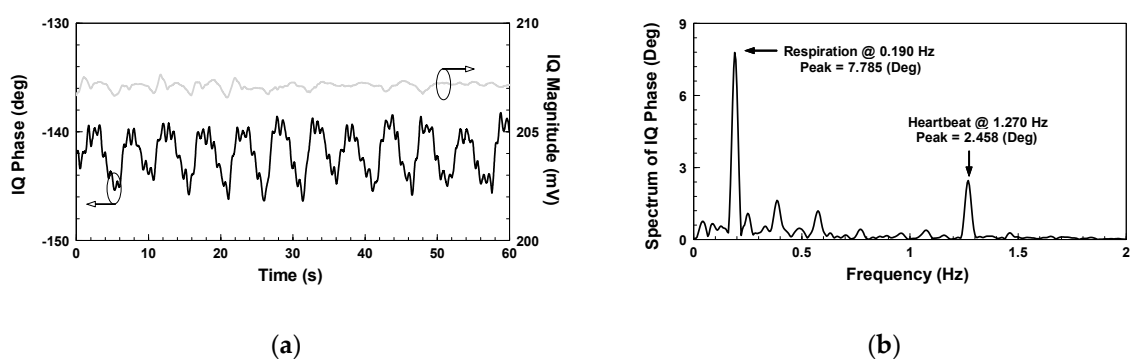 -130
-140
-150
IQ Phase (deg)
0
10
20
30
40
50
60
Time (s)
210
205
200
IQ Magnitude (mV)
(a)
9
6
3
0
Spectrum of IQ Phase (Deg)
Respiration @ 0.190 Hz
Peak = 7.785 (Deg)
Heartbeat @ 1.270 Hz
Peak = 2.458 (Deg)
0
0.5
1
1.5
2
Frequency (Hz)
(b)